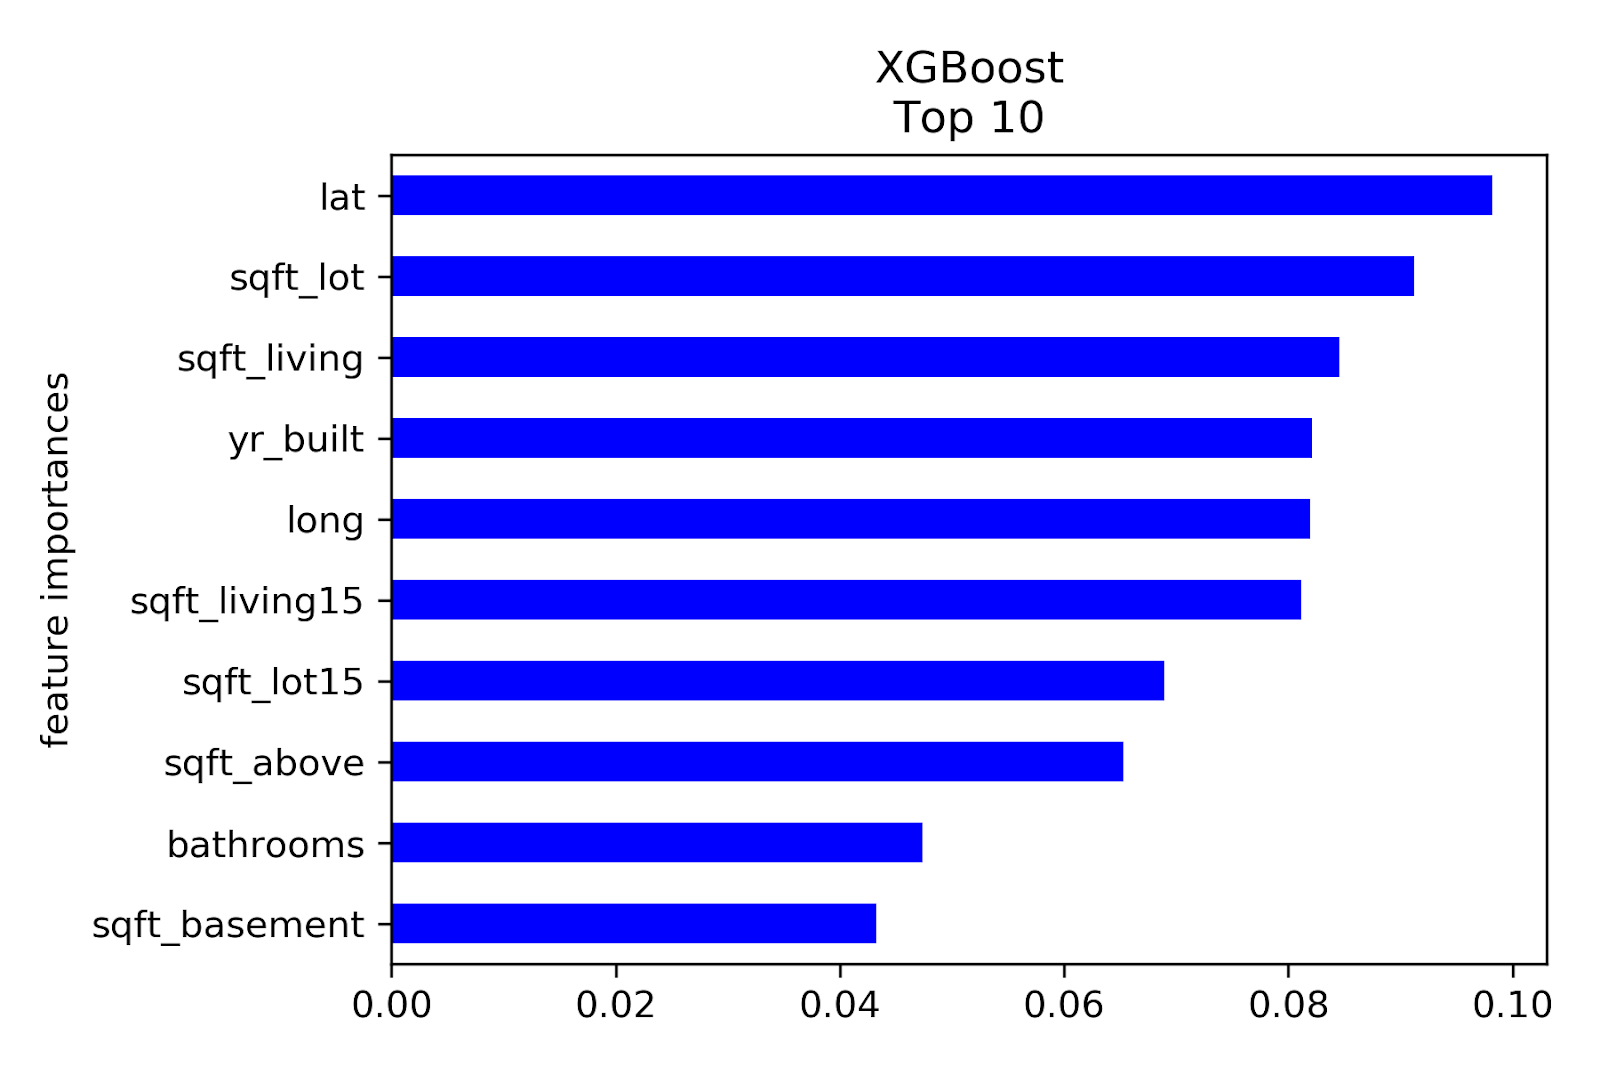 XGBoost
Top 10
feature importances
lat
sqft_lot
sqft_living
yr_built
long
sqft_living15
sqft_lot15
sqft_above
bathrooms
sqft_basement
0.00 0.02 0.04 0.06 0.08 0.10